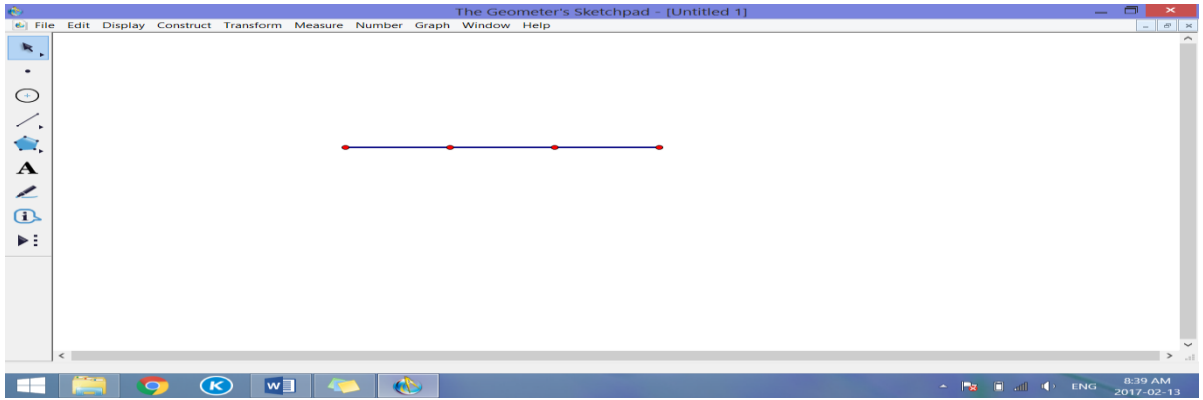 The Geometer's Sketchpad - [Untitled 1]
File Edit Display Construct Transform Measure Number Graph Window Help
A
i
K
W
ENG
8:39 AM
2017-02-13